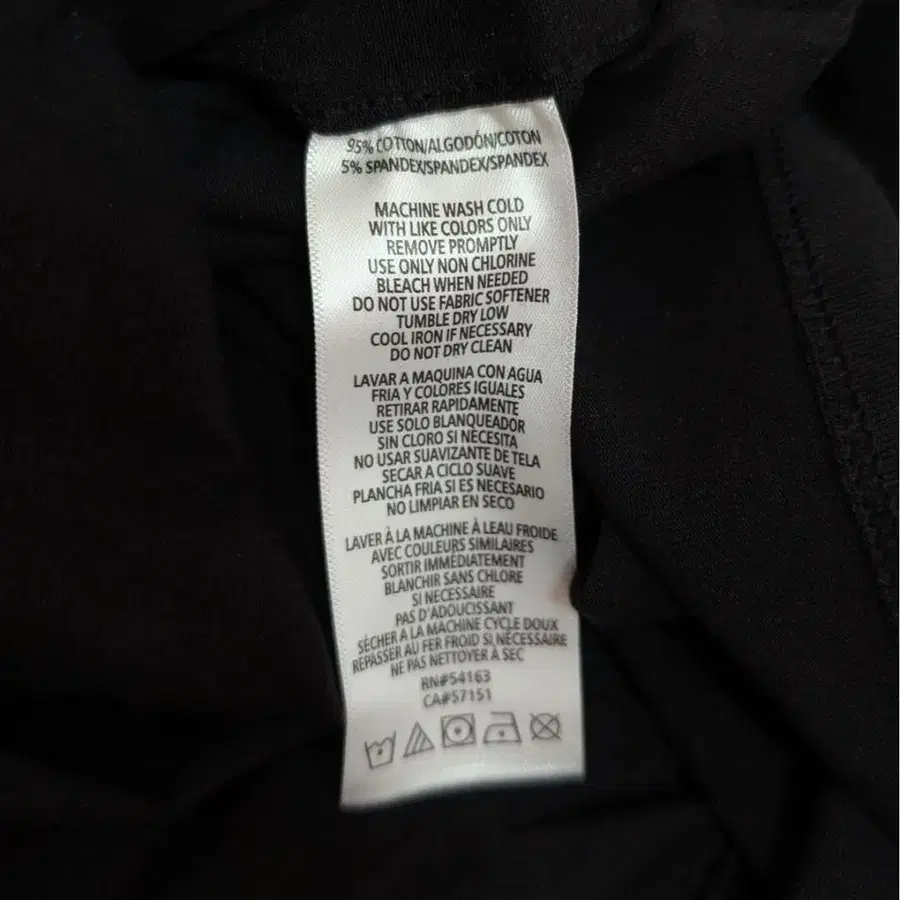 95% COTTON/ALGODÓN/COTON
5% SPANDEX/SPANDEX/SPANDEX
MACHINE WASH COLD
WITH LIKE COLORS ONLY
REMOVE PROMPTLY
USE ONLY NON CHLORINE
BLEACH WHEN NEEDED
DO NOT USE FABRIC SOFTENER
TUMBLE DRY LOW
COOL IRON IF NECESSARY
DO NOT DRY CLEAN
LAVAR A MAQUINA CON AGUA
FRIA Y COLORES IGUALES
RETIRAR RAPIDAMENTE
USE SOLO BLANQUEADOR
SIN CLORO SI NECESITA
NO USAR SUAVIZANTE DE TELA
SECAR A CICLO SUAVE
PLANCHA FRIA SI ES NECESARIO
NO LIMPIAR EN SECO
LAVER À LA MACHINE À LEAU FROIDE
AVEC COULEURS SIMILAIRES
SORTIR IMMÉDIATEMENT
BLANCHIR SANS CHLORE
SI NECESSAIRE
PAS D'ADOUCISSANT
SÈCHER A LA MACHINE CYCLE DOUX
REPASSER AU FER FROID SI NÉCESSAIRE
NE PAS NETTOYER À SEC
RN#54163
CA#57151